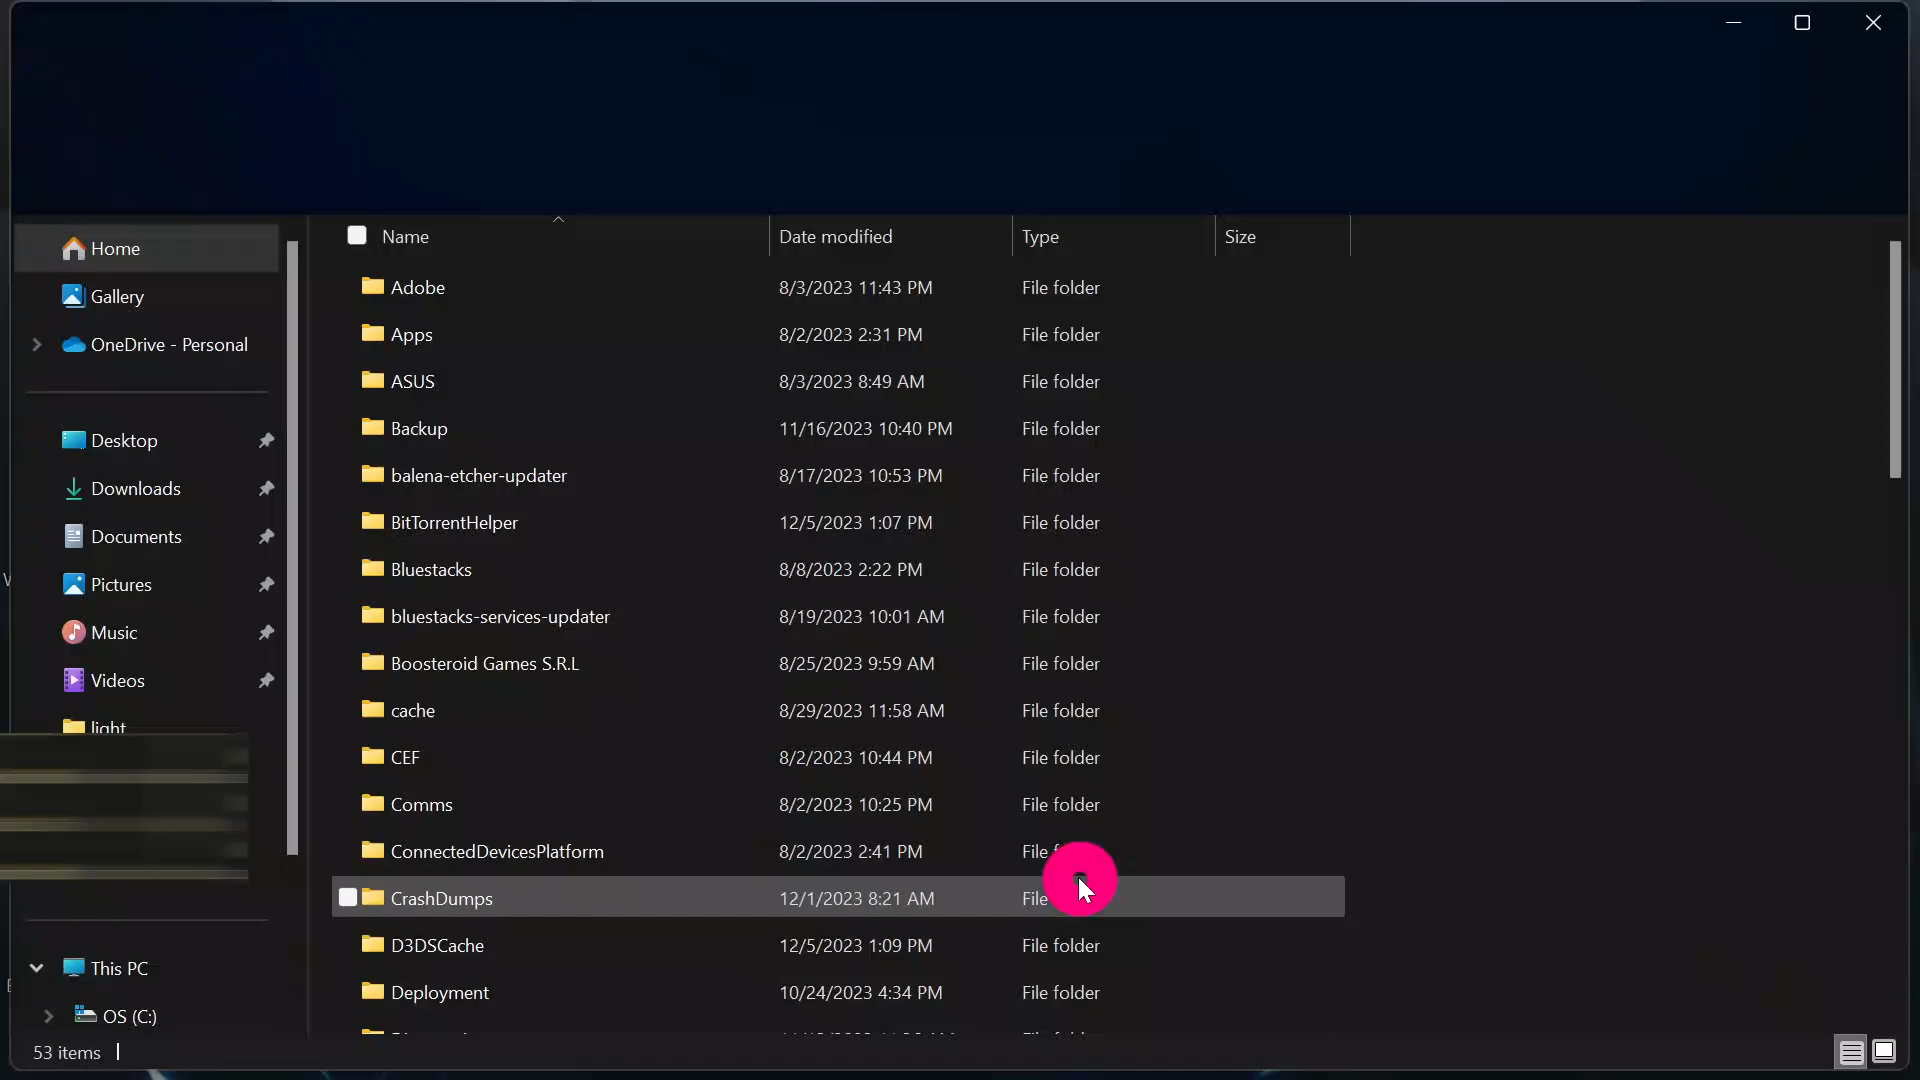 Name Date modified Type Size
Home
Gallery
OneDrive - Personal
Desktop
Downloads
Documents
Pictures
Music
Videos
light
This PC
OS (C:)
Adobe 8/3/2023 11:43 PM File folder
Apps 8/2/2023 2:31 PM File folder
ASUS 8/3/2023 8:49 AM File folder
Backup 11/16/2023 10:40 PM File folder
balena-etcher-updater 8/17/2023 10:53 PM File folder
BitTorrentHelper 12/5/2023 1:07 PM File folder
Bluestacks 8/8/2023 2:22 PM File folder
bluestacks-services-updater 8/19/2023 10:01 AM File folder
Boosteroid Games S.R.L 8/25/2023 9:59 AM File folder
cache 8/29/2023 11:58 AM File folder
CEF 8/2/2023 10:44 PM File folder
Comms 8/2/2023 10:25 PM File folder
ConnectedDevicesPlatform 8/2/2023 2:41 PM File
CrashDumps 12/1/2023 8:21 AM File
D3DSCache 12/5/2023 1:09 PM File folder
Deployment 10/24/2023 4:34 PM File folder
53 items